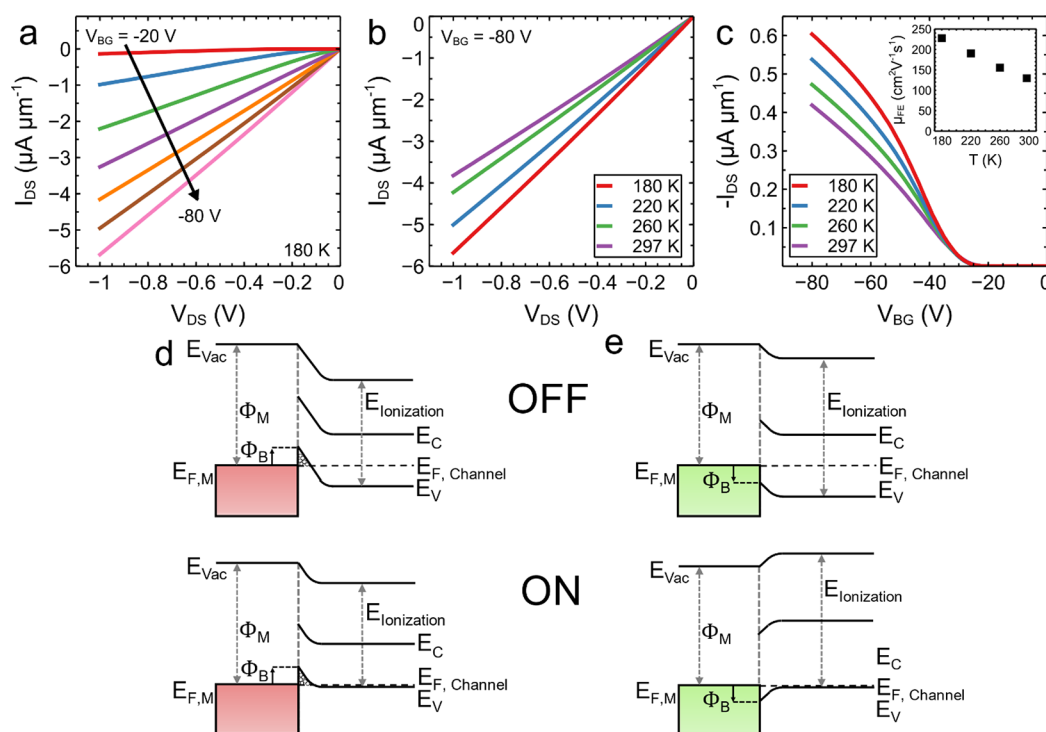 a
V_BG = -20 V
0
−1
−2
−3
−4
−5
−6
I_DS (µA µm⁻¹)
-80 V
180 K
−1 −0.8 −0.6 −0.4 −0.2 0
V_DS (V)
b
V_BG = -80 V
0
−1
−2
−3
−4
−5
−6
I_DS (µA µm⁻¹)
180 K
220 K
260 K
297 K
−1 −0.8 −0.6 −0.4 −0.2 0
V_DS (V)
c
-0.6
0.5
0.4
0.3
0.2
0.1
-I_DS (µA µm⁻¹)
250
200
150
100
50
0
µ_FE (cm²V⁻¹s⁻¹)
180 220 260 300
T (K)
180 K
220 K
260 K
297 K
−80 −60 −40 −20 0
V_BG (V)
d
E_Vac
Φ_M
E_Ionization
E_C
Φ_B
E_F,M
E_F, Channel
E_V
OFF
e
E_Vac
Φ_M
E_Ionization
E_C
E_F,M
Φ_B
E_F, Channel
E_V
E_Vac
Φ_M
E_Ionization
E_C
Φ_B
E_F,M
E_F, Channel
E_V
ON
E_Vac
Φ_M
E_Ionization
E_C
E_F,M
Φ_B
E_F, Channel
E_V